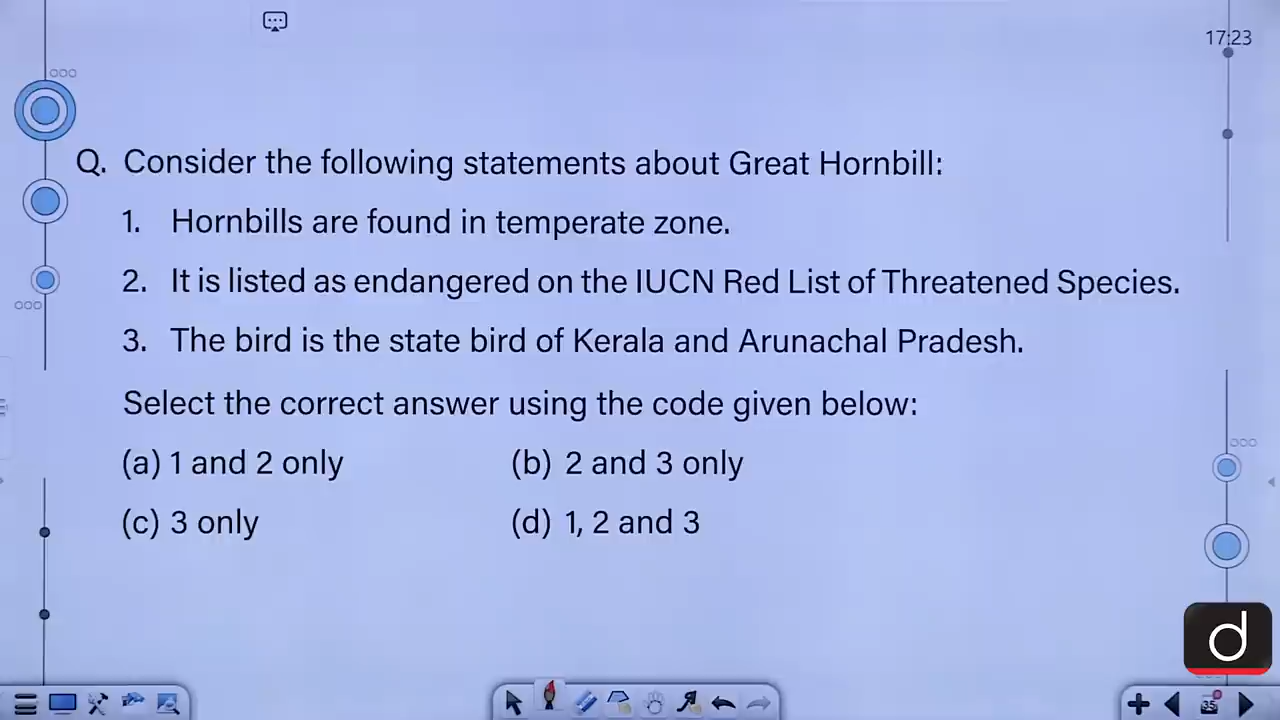 17:23
Q. Consider the following statements about Great Hornbill:
1. Hornbills are found in temperate zone.
2. It is listed as endangered on the IUCN Red List of Threatened Species.
3. The bird is the state bird of Kerala and Arunachal Pradesh.
Select the correct answer using the code given below:
(a) 1 and 2 only (b) 2 and 3 only
(c) 3 only (d) 1, 2 and 3
d
35